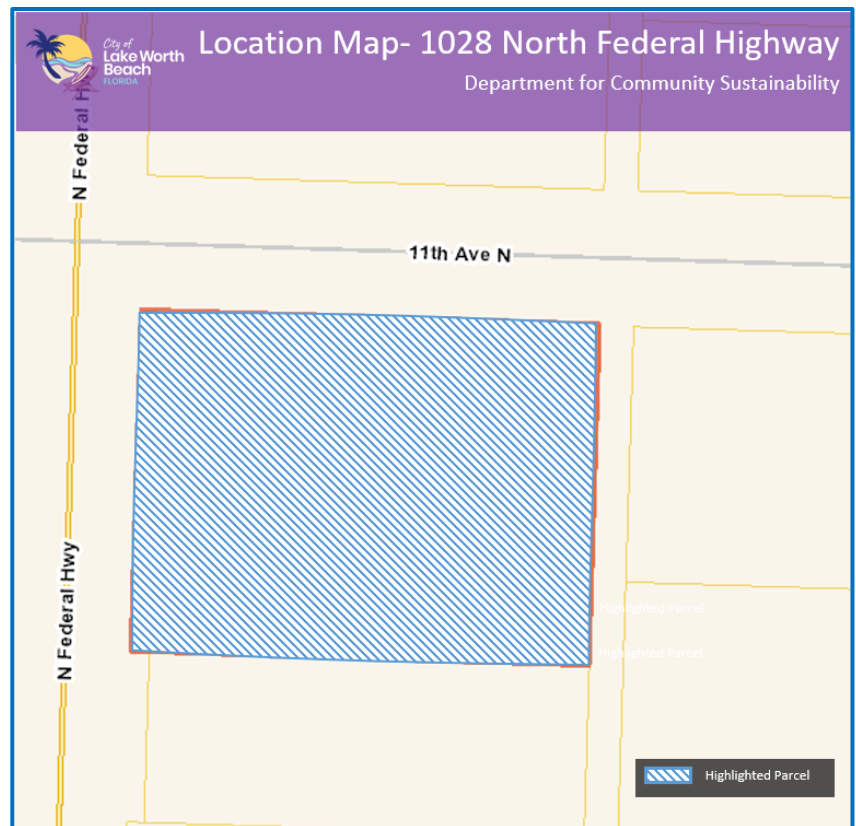 City of
Lake Worth
Beach
FLORIDA
Location Map- 1028 North Federal Highway
Department for Community Sustainability
N Federal Hwy
11th Ave N
N Federal Hwy
Highlighted Parcel
Highlighted Parcel
Highlighted Parcel